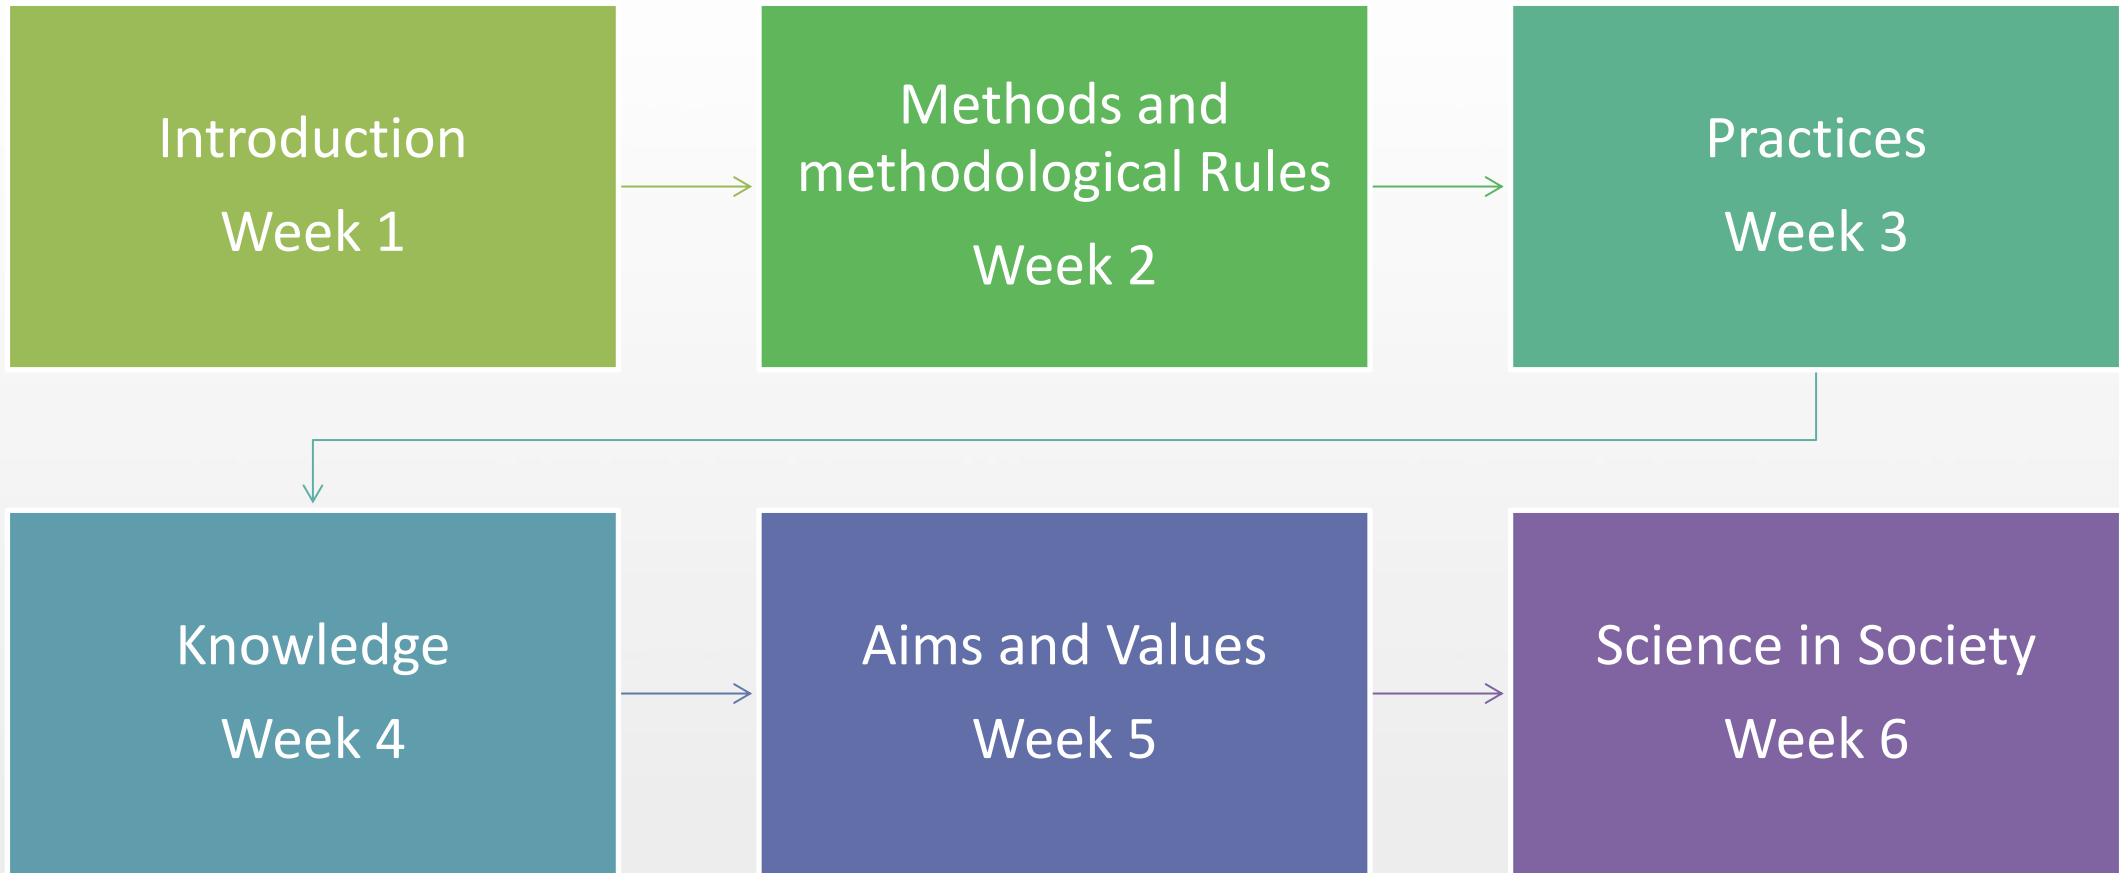 Introduction
Week 1
Methods and
methodological Rules
Week 2
Practices
Week 3
Knowledge
Week 4
Aims and Values
Week 5
Science in Society
Week 6